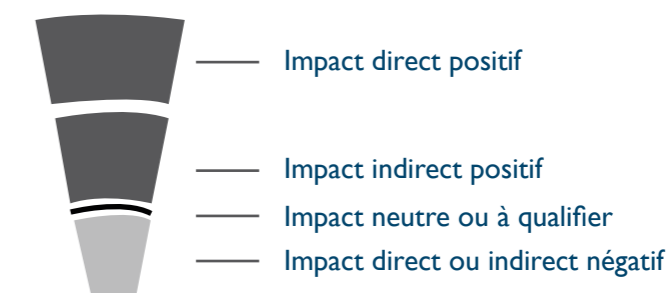 Impact direct positif
Impact indirect positif
Impact neutre ou à qualifier
Impact direct ou indirect négatif